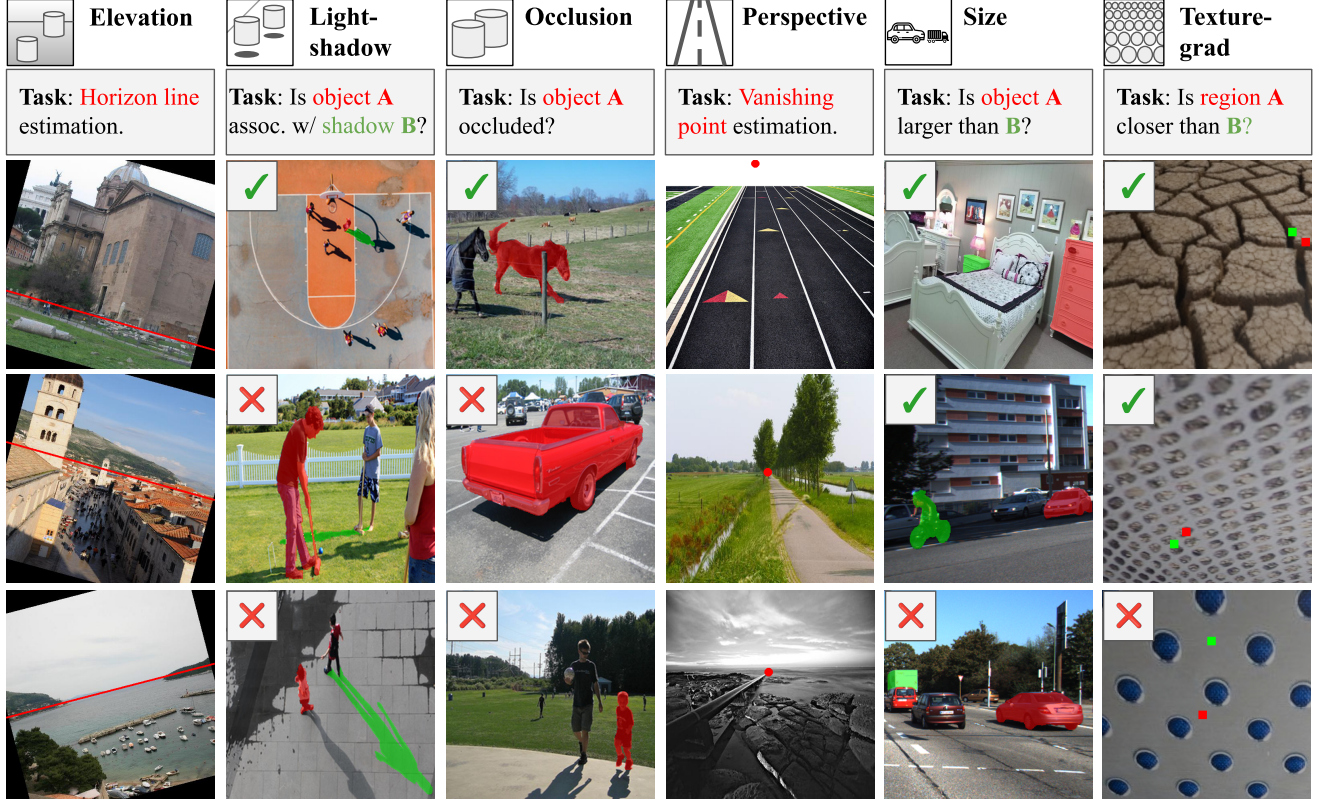 Elevation
Light-
shadow
Occlusion
Perspective
Size
Texture-
grad
Task: Horizon line
estimation.
Task: Is object A
assoc. w/ shadow B?
Task: Is object A
occluded?
Task: Vanishing
point estimation.
Task: Is object A
larger than B?
Task: Is region A
closer than B?